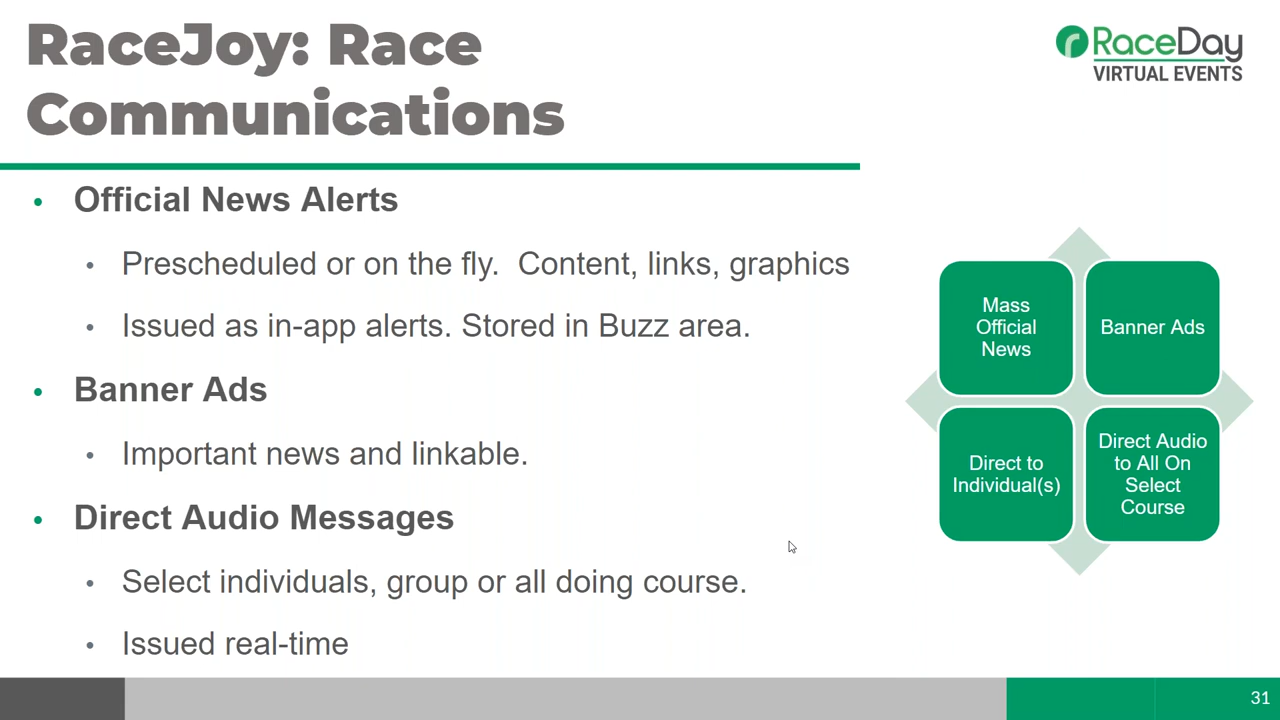 RaceJoy: Race
Communications
RaceDay
VIRTUAL EVENTS
• Official News Alerts
• Prescheduled or on the fly.  Content, links, graphics
• Issued as in-app alerts. Stored in Buzz area.
• Banner Ads
• Important news and linkable.
• Direct Audio Messages
• Select individuals, group or all doing course.
• Issued real-time
Mass
Official
News
Banner Ads
Direct to
Individual(s)
Direct Audio
to All On
Select
Course
31